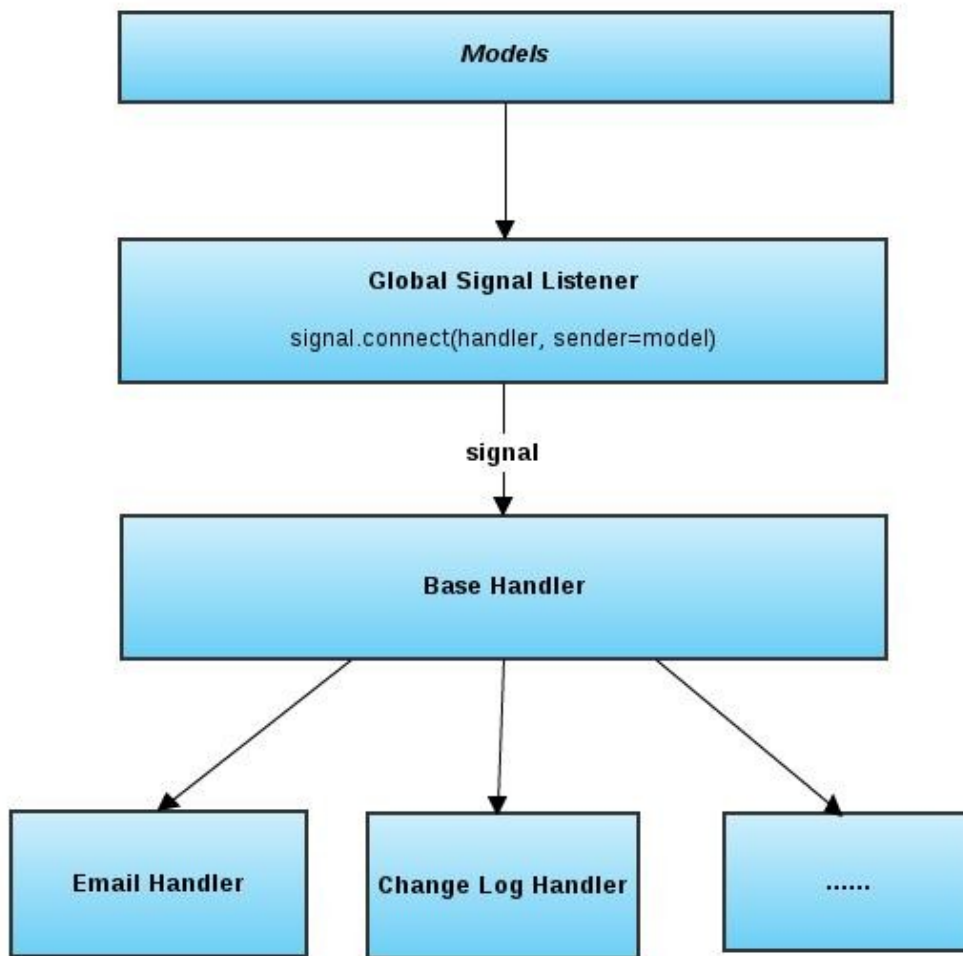 Models
Global Signal Listener
signal.connect(handler, sender=model)
signal
Base Handler
Email Handler
Change Log Handler
......